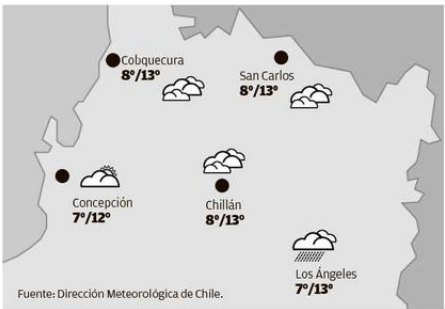 Cobquecura
8°/13°
San Carlos
8°/13°
Concepción
7°/12°
Chillán
8°/13°
Los Ángeles
7°/13°
Fuente: Dirección Meteorológica de Chile.